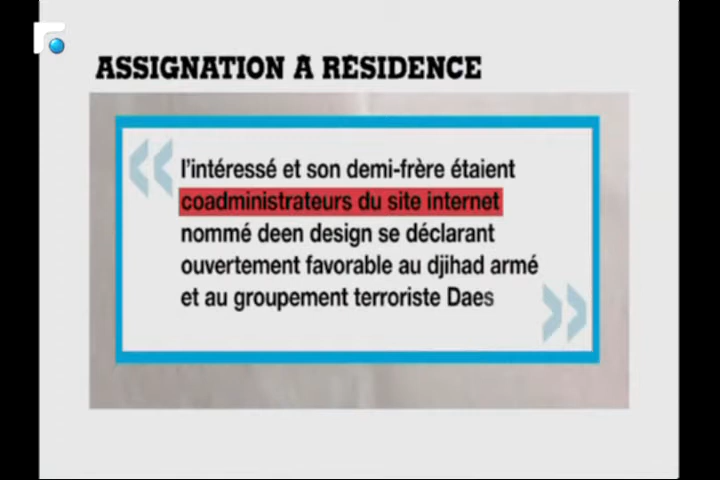 ASSIGNATION À RÉSIDENCE
« l'intéressé et son demi-frère étaient
coadministrateurs du site internet
nommé deen design se déclarant
ouvertement favorable au djihad armé
et au groupement terroriste Daes »